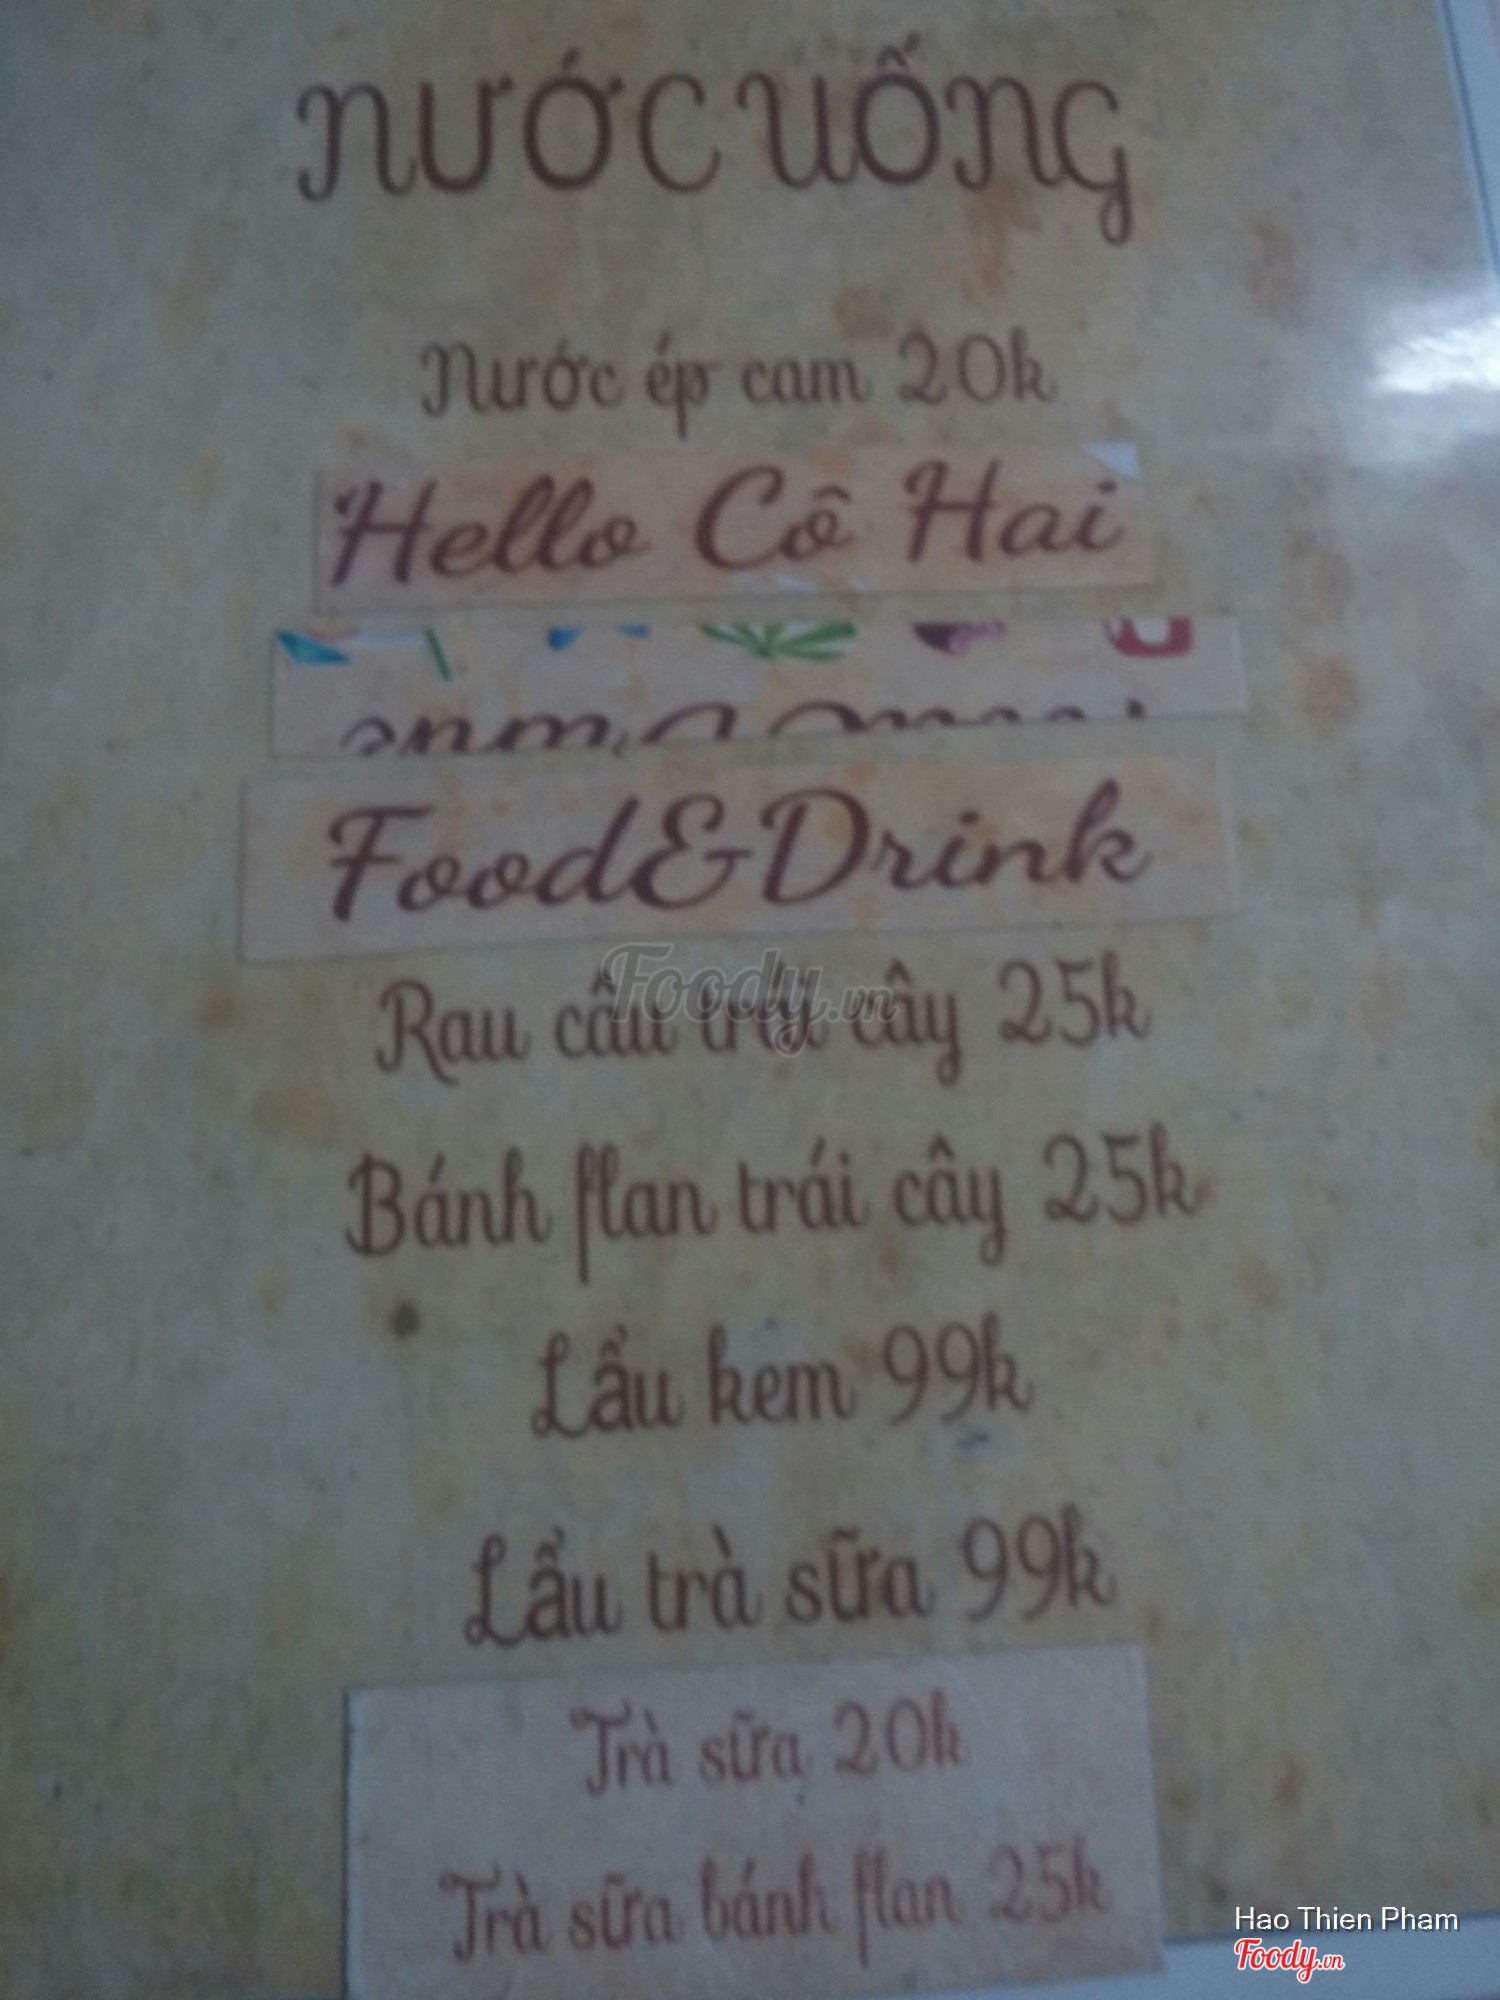 NƯỚC UỐNG
Nước ép cam 20k
Hello Cô Hai
Food&Drink
Foody.vn
Rau câu trái cây 25k
Bánh flan trái cây 25k
Lẩu kem 99k
Lẩu trà sữa 99k
Trà sữa 20k
Trà sữa bánh flan 25k
Hao Thien Pham
Foody.vn